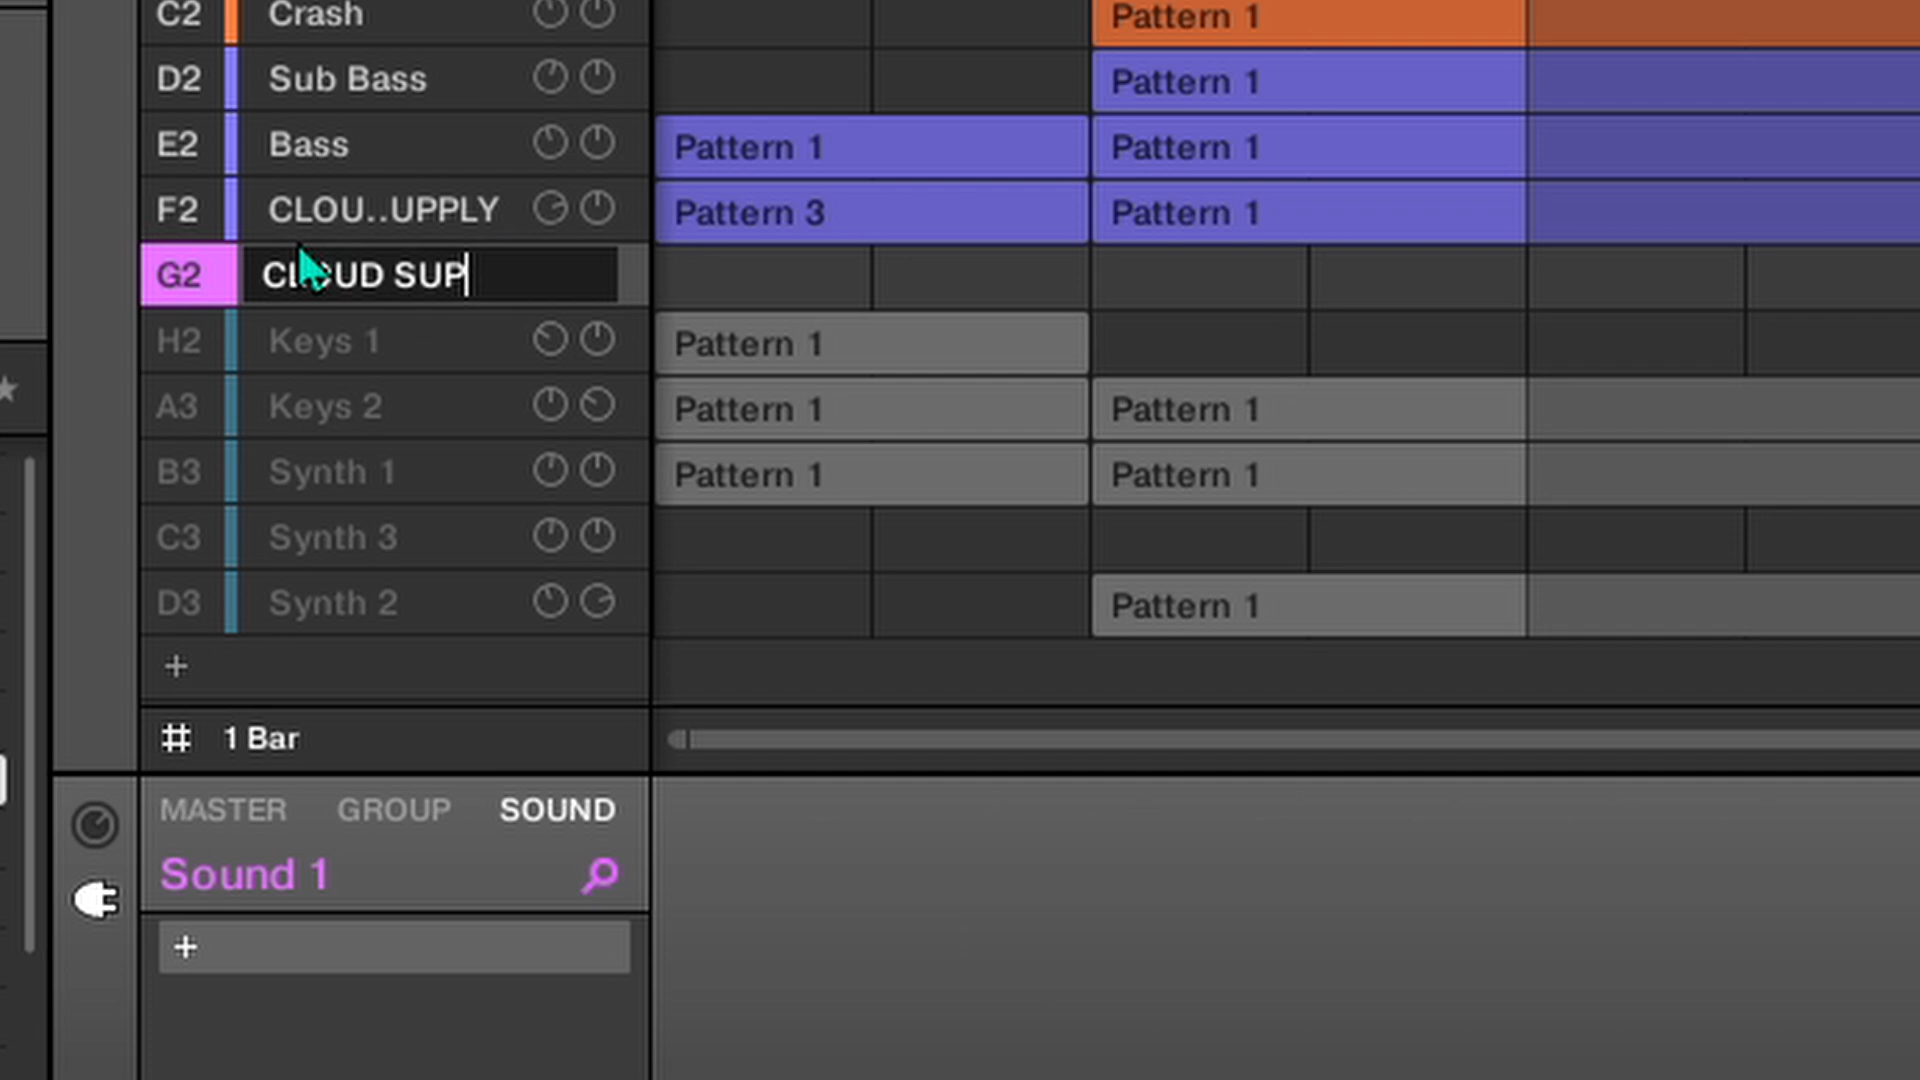 C2 Crash Pattern 1
D2 Sub Bass Pattern 1
E2 Bass Pattern 1 Pattern 1
F2 CLOU..UPPLY Pattern 3 Pattern 1
G2 CLOUD SUP
H2 Keys 1 Pattern 1
A3 Keys 2 Pattern 1 Pattern 1
B3 Synth 1 Pattern 1 Pattern 1
C3 Synth 3
D3 Synth 2 Pattern 1
+
# 1 Bar
MASTER GROUP SOUND
Sound 1
+